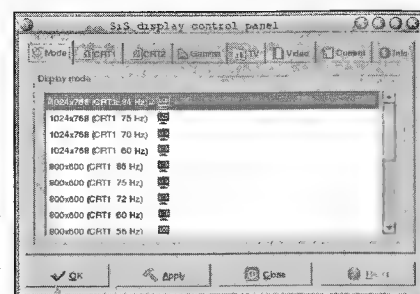 SiS display control panel
Mode CRT1 CRT2 Gamma TV Video Current Info
Display mode
1024x768 (CRT1
1024x768 (CRT1 75 Hz)
1024x768 (CRT1 70 Hz)
1024x768 (CRT1 60 Hz)
800x600 (CRT1 85 Hz)
800x600 (CRT1 75 Hz)
800x600 (CRT1 72 Hz)
800x600 (CRT1 60 Hz)
800x600 (CRT1 56 Hz)
OK Apply Close